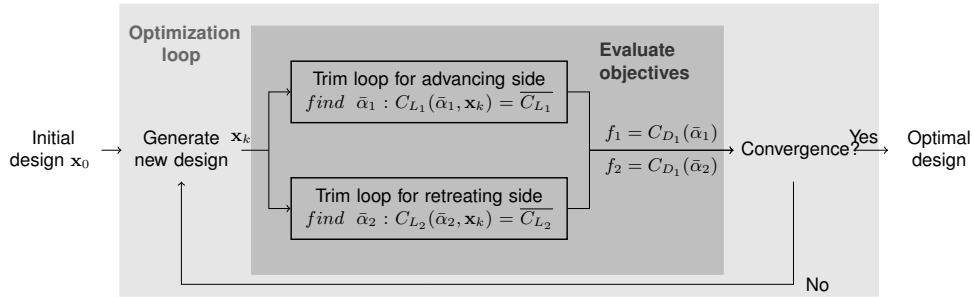 Optimization
loop
Evaluate
objectives
Trim loop for advancing side
find ᾱ₁ : C_{L₁}(ᾱ₁, x_k) = \overline{C_{L₁}}
Initial
design x₀
Generate
new design
x_k
f₁ = C_{D₁}(ᾱ₁)
f₂ = C_{D₁}(ᾱ₂)
Convergence?
Yes
Optimal
design
Trim loop for retreating side
find ᾱ₂ : C_{L₂}(ᾱ₂, x_k) = \overline{C_{L₂}}
No